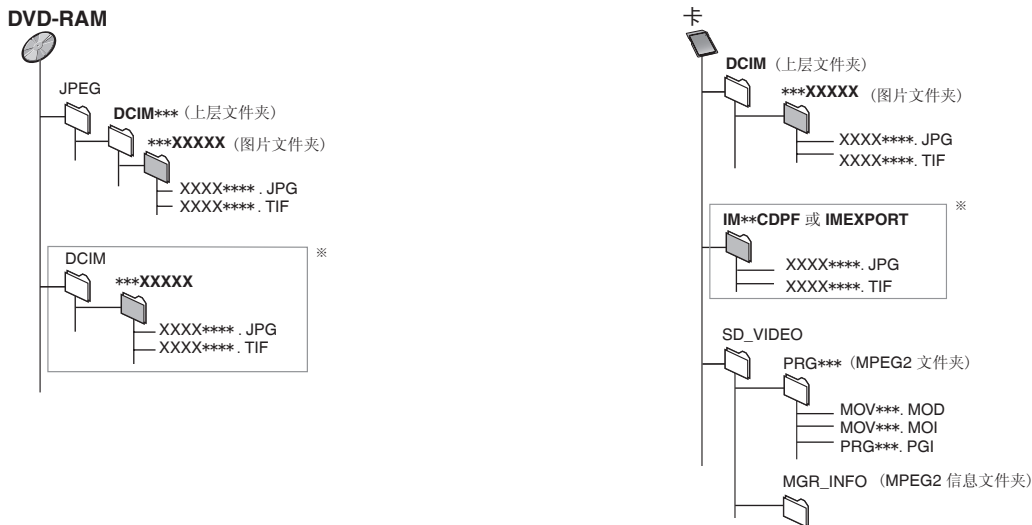 DVD-RAM
JPEG
DCIM*** (上层文件夹)
***XXXXX (图片文件夹)
XXXX**** . JPG
XXXX**** . TIF
※
DCIM
***XXXXX
XXXX**** . JPG
XXXX**** . TIF
卡
DCIM (上层文件夹)
***XXXXX (图片文件夹)
XXXX****. JPG
XXXX****. TIF
※
IM**CDPF 或 IMEXPORT
XXXX****. JPG
XXXX****. TIF
SD_VIDEO
PRG*** (MPEG2 文件夹)
MOV***. MOD
MOV***. MOI
PRG***. PGI
MGR_INFO (MPEG2 信息文件夹)